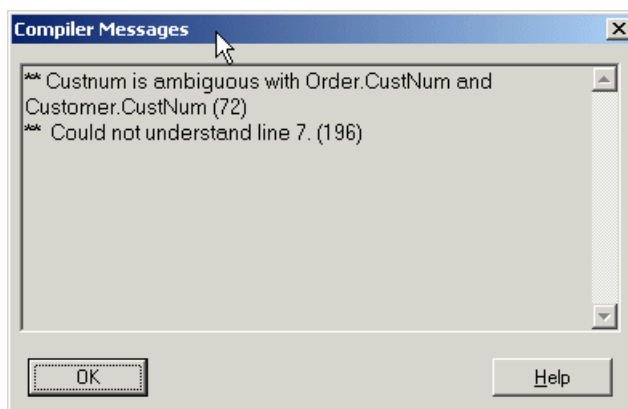 Compiler Messages
** Custnum is ambiguous with Order.CustNum and
Customer.CustNum (72)
** Could not understand line 7. (196)
OK
Help